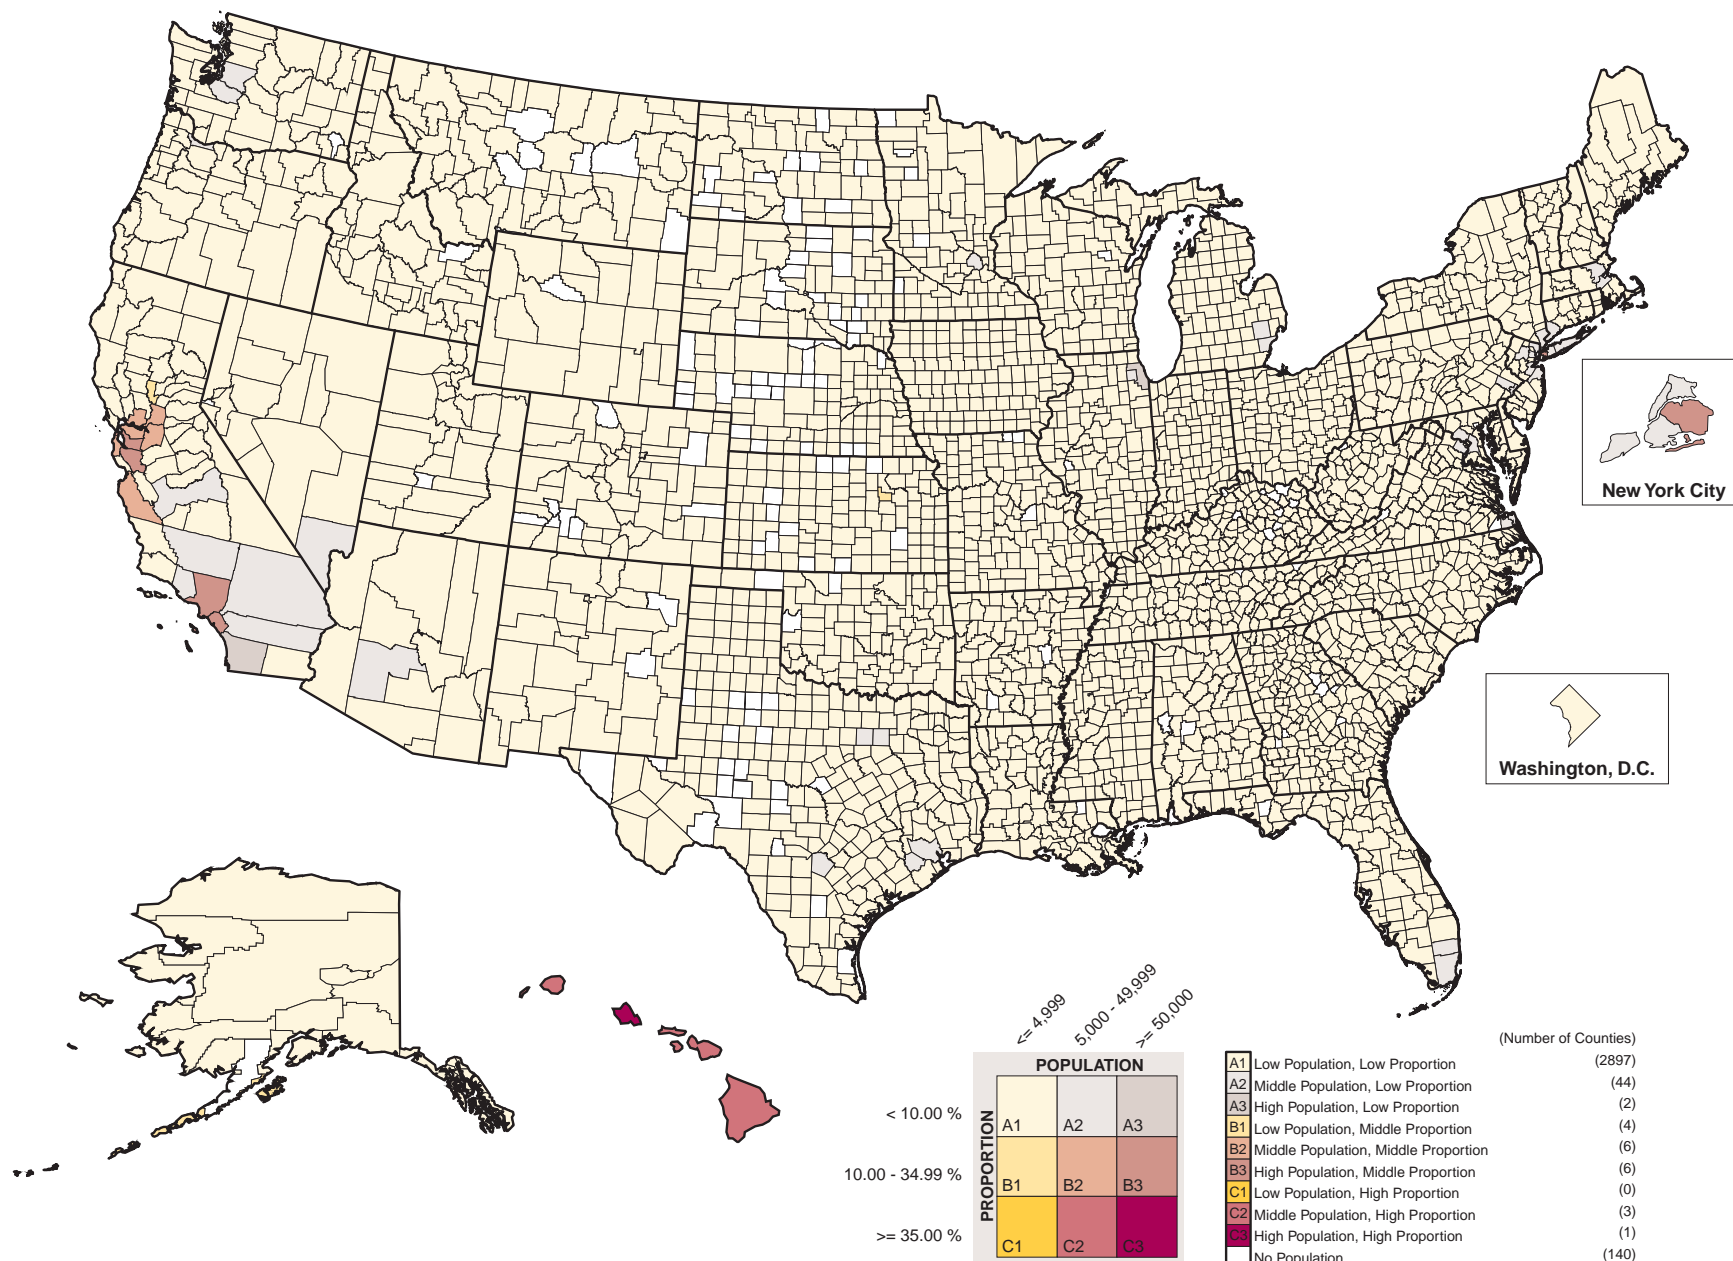 New York City
Washington, D.C.
<= 4,999
5,000 - 49,999
>= 50,000
POPULATION
PROPORTION
< 10.00 %
10.00 - 34.99 %
>= 35.00 %
A1 A2 A3
B1 B2 B3
C1 C2 C3
(Number of Counties)
A1 Low Population, Low Proportion (2897)
A2 Middle Population, Low Proportion (44)
A3 High Population, Low Proportion (2)
B1 Low Population, Middle Proportion (4)
B2 Middle Population, Middle Proportion (6)
B3 High Population, Middle Proportion (6)
C1 Low Population, High Proportion (0)
C2 Middle Population, High Proportion (3)
C3 High Population, High Proportion (1)
No Population (140)